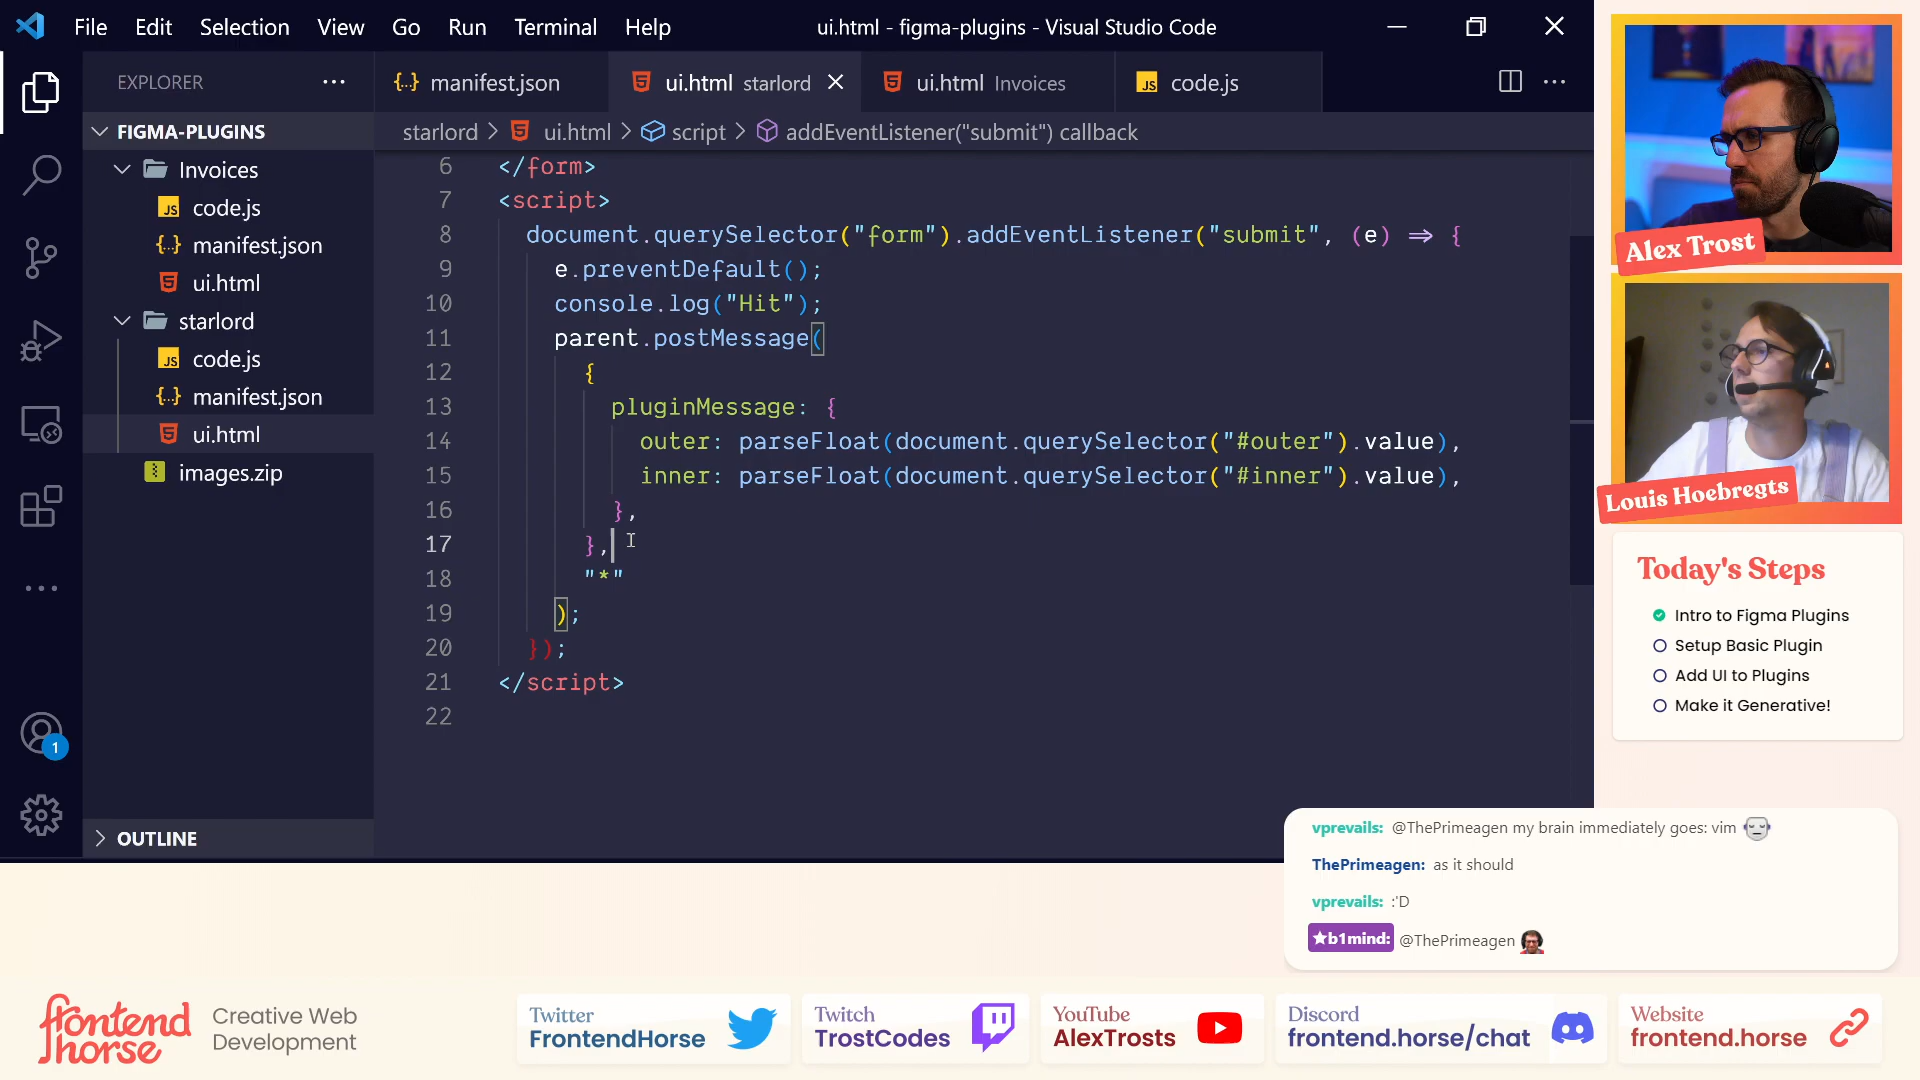 File Edit Selection View Go Run Terminal Help
ui.html - figma-plugins - Visual Studio Code
EXPLORER
manifest.json
ui.html starlord
ui.html Invoices
JS code.js
FIGMA-PLUGINS
starlord > ui.html > script > addEventListener("submit") callback
Invoices
JS code.js
manifest.json
ui.html
starlord
JS code.js
manifest.json
ui.html
images.zip
OUTLINE
1
6 </form>
7 <script>
8 document.querySelector("form").addEventListener("submit", (e) => {
9 e.preventDefault();
10 console.log("Hit");
11 parent.postMessage(
12 {
13 pluginMessage: {
14 outer: parseFloat(document.querySelector("#outer").value),
15 inner: parseFloat(document.querySelector("#inner").value),
16 },
17 },
18 "*"
19 );
20 });
21 </script>
22
Alex Trost
Louis Hoebregts
Today's Steps
Intro to Figma Plugins
Setup Basic Plugin
Add UI to Plugins
Make it Generative!
vprevails: @ThePrimeagen my brain immediately goes: vim
ThePrimeagen: as it should
vprevails: :'D
★b1mind: @ThePrimeagen
frontend horse
Creative Web Development
Twitter
FrontendHorse
Twitch
TrostCodes
YouTube
AlexTrosts
Discord
frontend.horse/chat
Website
frontend.horse